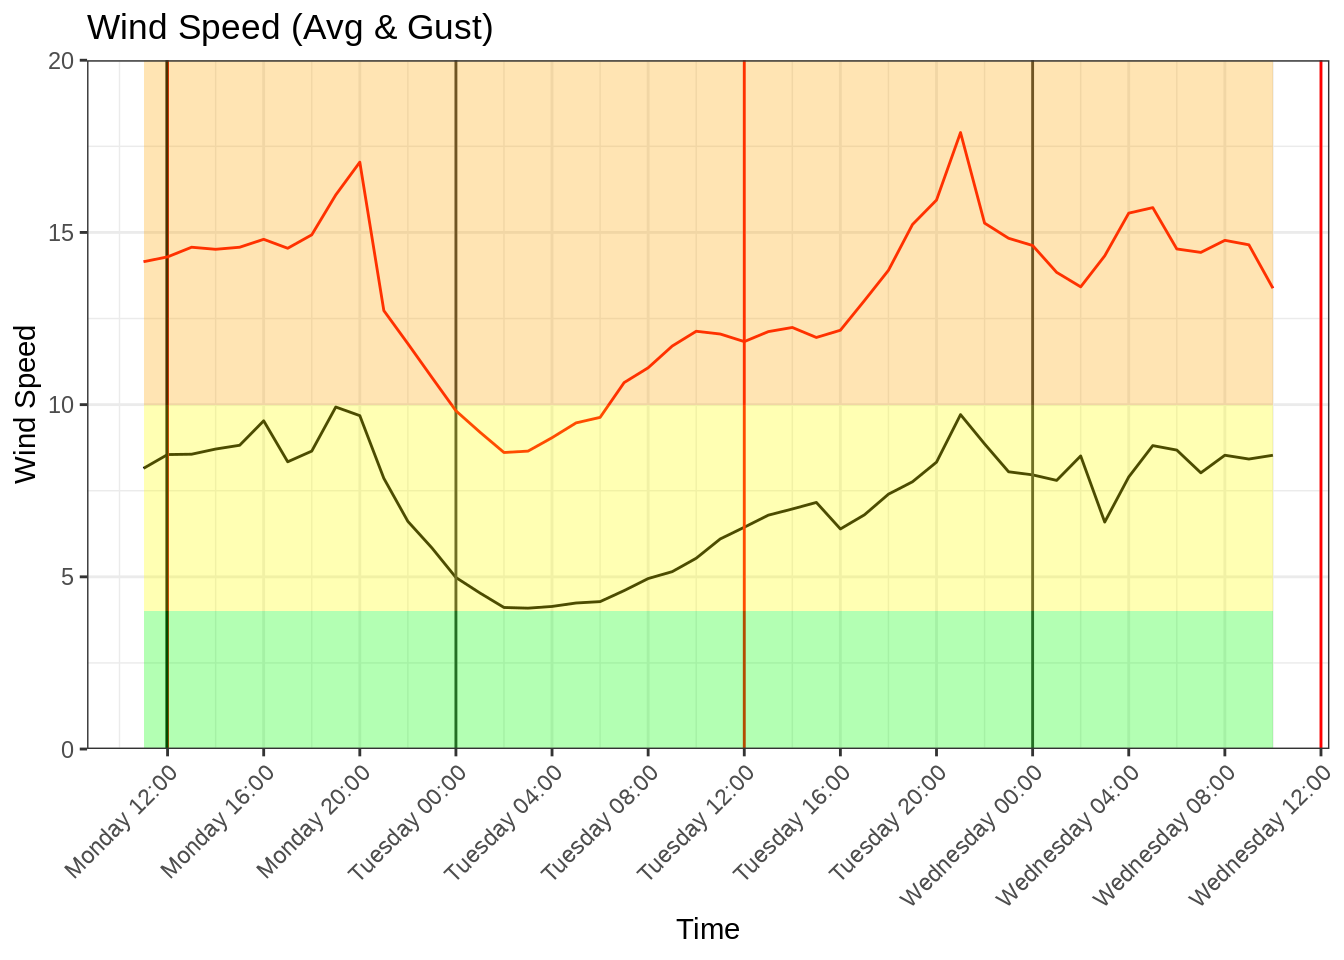 Wind Speed (Avg & Gust)
20
15
10
5
0
Wind Speed
Monday 12:00
Monday 16:00
Monday 20:00
Tuesday 00:00
Tuesday 04:00
Tuesday 08:00
Tuesday 12:00
Tuesday 16:00
Tuesday 20:00
Wednesday 00:00
Wednesday 04:00
Wednesday 08:00
Wednesday 12:00
Time